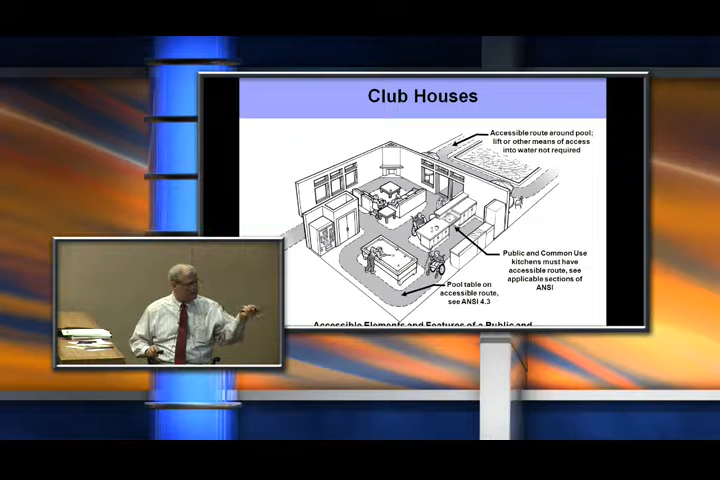 Club Houses
Accessible route around pool;
lift or other means of access
into water not required
Public and Common Use
kitchens must have
accessible route, see
applicable sections of
ANSI
Pool table on
accessible route,
see ANSI 4.3
Accessible Elements and Features of a Public and